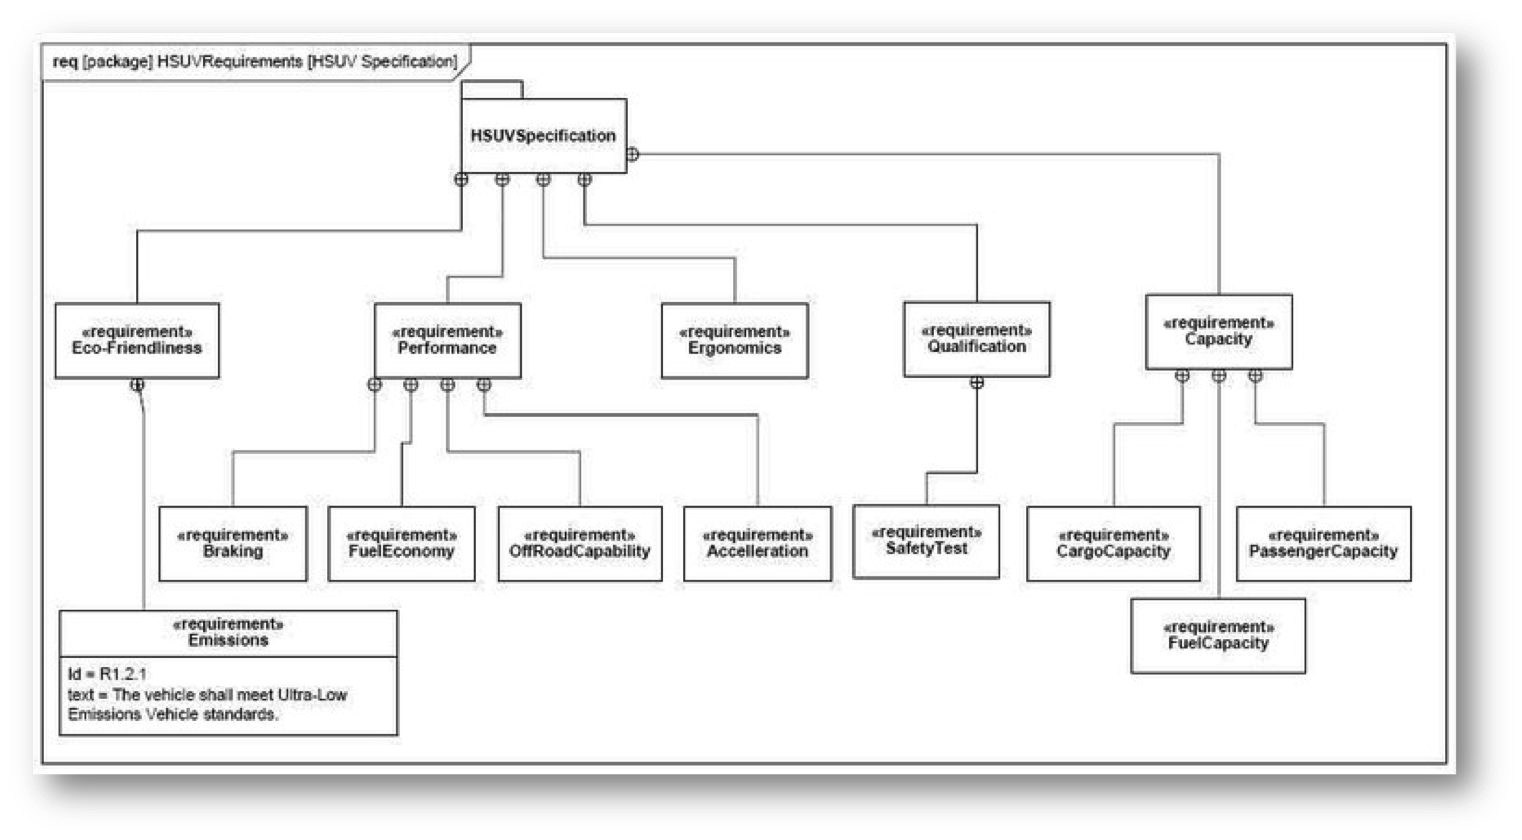 req [package] HSUVRequirements [HSUV Specification]
HSUVSpecification
«requirement»
Eco-Friendliness
«requirement»
Performance
«requirement»
Ergonomics
«requirement»
Qualification
«requirement»
Capacity
«requirement»
Braking
«requirement»
FuelEconomy
«requirement»
OffRoadCapability
«requirement»
Accelleration
«requirement»
SafetyTest
«requirement»
CargoCapacity
«requirement»
PassengerCapacity
«requirement»
FuelCapacity
«requirement»
Emissions
Id = R1.2.1
text = The vehicle shall meet Ultra-Low
Emissions Vehicle standards.